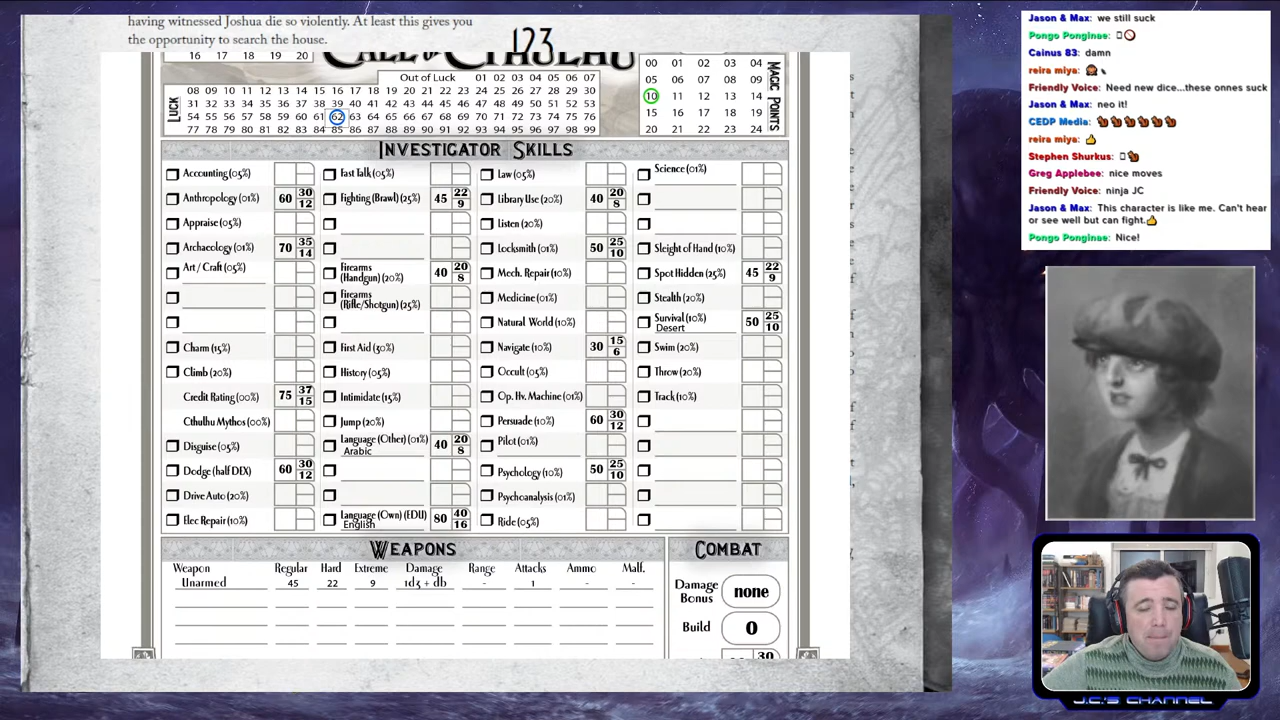 having witnessed Joshua die so violently. At least this gives you
the opportunity to search the house.
123
16 17 18 19 20
Out of Luck 01 02 03 04 05 06 07
LUCK
08 09 10 11 12 13 14 15 16 17 18 19 20 21 22 23 24 25 26 27 28 29 30
31 32 33 34 35 36 37 38 39 40 41 42 43 44 45 46 47 48 49 50 51 52 53
54 55 56 57 58 59 60 61 62 63 64 65 66 67 68 69 70 71 72 73 74 75 76
77 78 79 80 81 82 83 84 85 86 87 88 89 90 91 92 93 94 95 96 97 98 99
00 01 02 03 04
05 06 07 08 09
10 11 12 13 14
15 16 17 18 19
20 21 22 23 24
MAGIC POINTS
INVESTIGATOR SKILLS
Accounting (05%)
Anthropology (01%) 60 30 12
Appraise (05%)
Archaeology (01%) 70 35 14
Art / Craft (05%)
Charm (15%)
Climb (20%)
Credit Rating (00%) 75 37 15
Cthulhu Mythos (00%)
Disguise (05%)
Dodge (half DEX) 60 30 12
Drive Auto (20%)
Elec Repair (10%)
Fast Talk (05%)
Fighting (Brawl) (25%) 45 22 9
Firearms
(Handgun) (20%) 40 20 8
Firearms
(Rifle/Shotgun) (25%)
First Aid (30%)
History (05%)
Intimidate (15%)
Jump (20%)
Language (Other) (01%) 40 20 8
Arabic
Language (Own) (EDU) 80 40 16
English
Law (05%)
Library Use (20%) 40 20 8
Listen (20%)
Locksmith (01%) 50 25 10
Mech. Repair (10%)
Medicine (01%)
Natural World (10%)
Navigate (10%) 30 15 6
Occult (05%)
Op. Hv. Machine (01%)
Persuade (10%) 60 30 12
Pilot (01%)
Psychology (10%) 50 25 10
Psychoanalysis (01%)
Ride (05%)
Science (01%)
Sleight of Hand (10%)
Spot Hidden (25%) 45 22 9
Stealth (20%)
Survival (10%) 50 25 10
Desert
Swim (20%)
Throw (20%)
Track (10%)
WEAPONS
Weapon Regular Hard Extreme Damage Range Attacks Ammo Malf.
Unarmed 45 22 9 1d3 + db - 1 - -
COMBAT
Damage
Bonus none
Build 0
30
Jason & Max: we still suck
Pongo Ponginae:
Cainus 83: damn
reira miya:
Friendly Voice: Need new dice...these onnes suck
Jason & Max: neo it!
CEDP Media:
reira miya:
Stephen Shurkus:
Greg Applebee: nice moves
Friendly Voice: ninja JC
Jason & Max: This character is like me. Can't hear
or see well but can fight.
Pongo Ponginae: Nice!
J.C'S CHANNEL